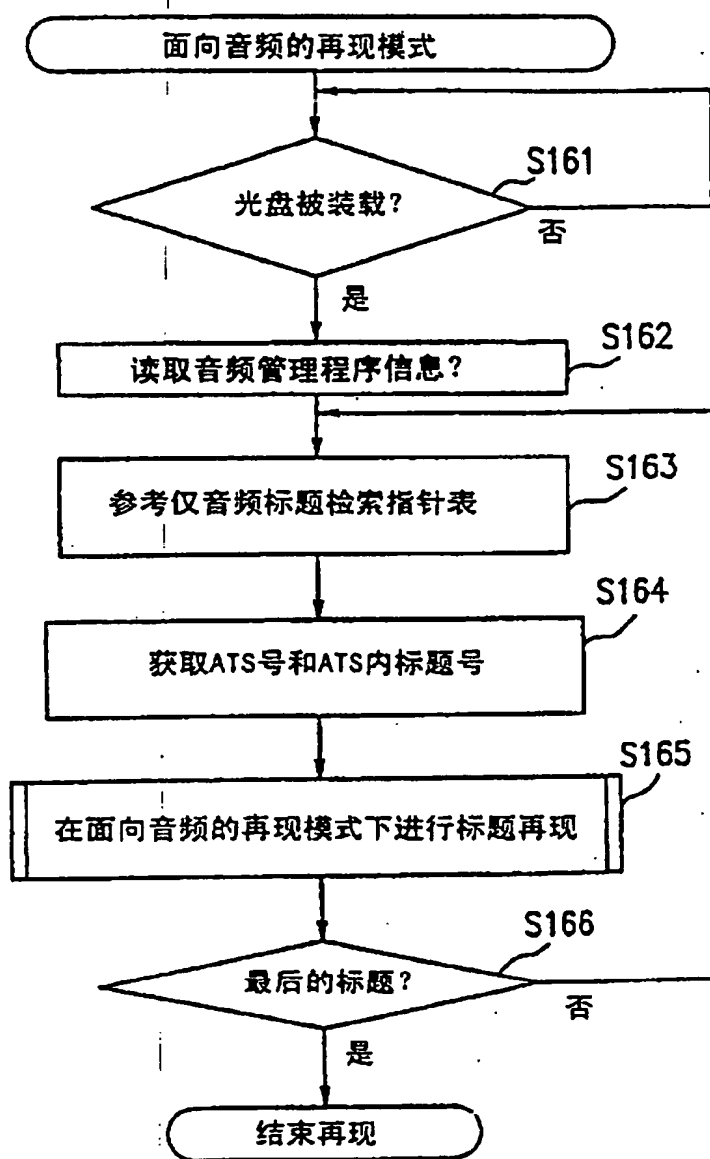 面向音频的再现模式
S161
光盘被装载?
否
是
S162
读取音频管理程序信息?
S163
参考仅音频标题检索指针表
S164
获取ATS号和ATS内标题号
S165
在面向音频的再现模式下进行标题再现
S166
最后的标题?
否
是
结束再现